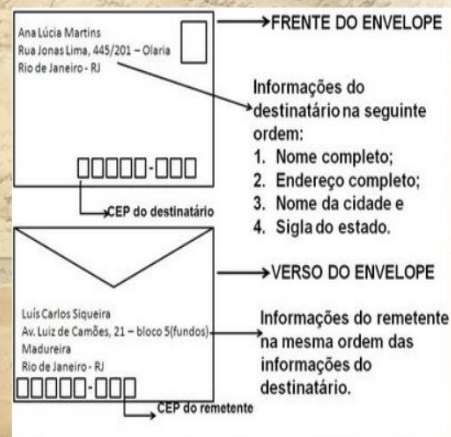 FRENTE DO ENVELOPE
Ana Lúcia Martins
Rua Jonas Lima, 445/201 – Olaria
Rio de Janeiro - RJ
Informações do
destinatário na seguinte
ordem:
1. Nome completo;
2. Endereço completo;
3. Nome da cidade e
4. Sigla do estado.
CEP do destinatário
VERSO DO ENVELOPE
Luís Carlos Siqueira
Av. Luiz de Camões, 21 – bloco 5(fundos)
Madureira
Rio de Janeiro - RJ
Informações do remetente
na mesma ordem das
informações do
destinatário.
CEP do remetente